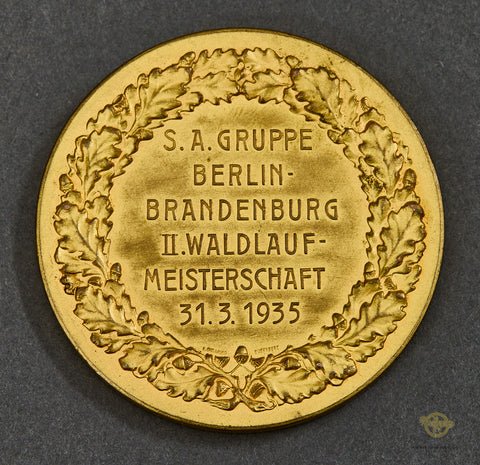 S. A. GRUPPE
BERLIN-
BRANDENBURG
II. WALDLAUF-
MEISTERSCHAFT
31. 3. 1935